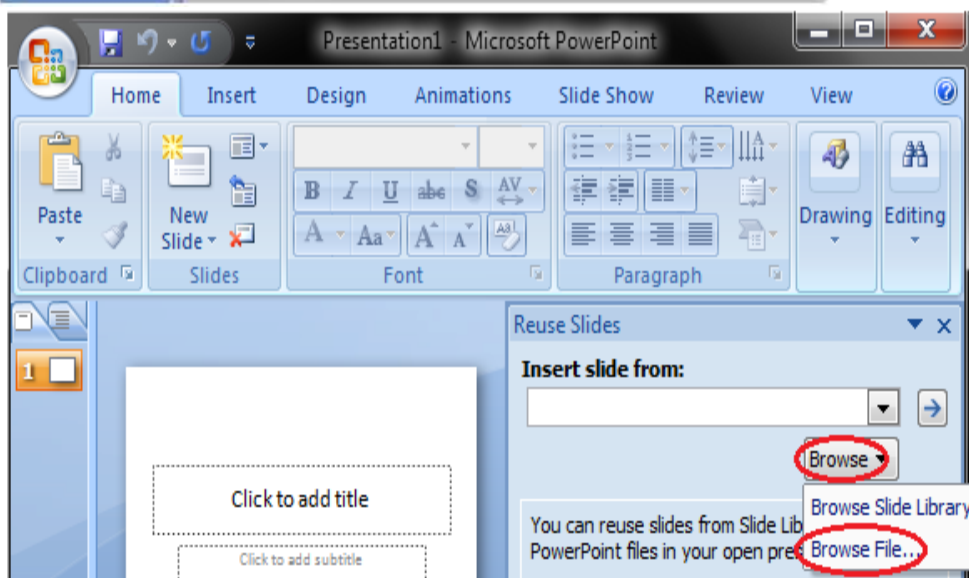 Presentation1 - Microsoft PowerPoint
Home Insert Design Animations Slide Show Review View
Paste
New
Slide
B I U abe S AV
A Aa A A Aa
Drawing Editing
Clipboard Slides Font Paragraph
Reuse Slides
1
Insert slide from:
Browse
Browse Slide Library
Browse File...
You can reuse slides from Slide Lib
PowerPoint files in your open pre
Click to add title
Click to add subtitle